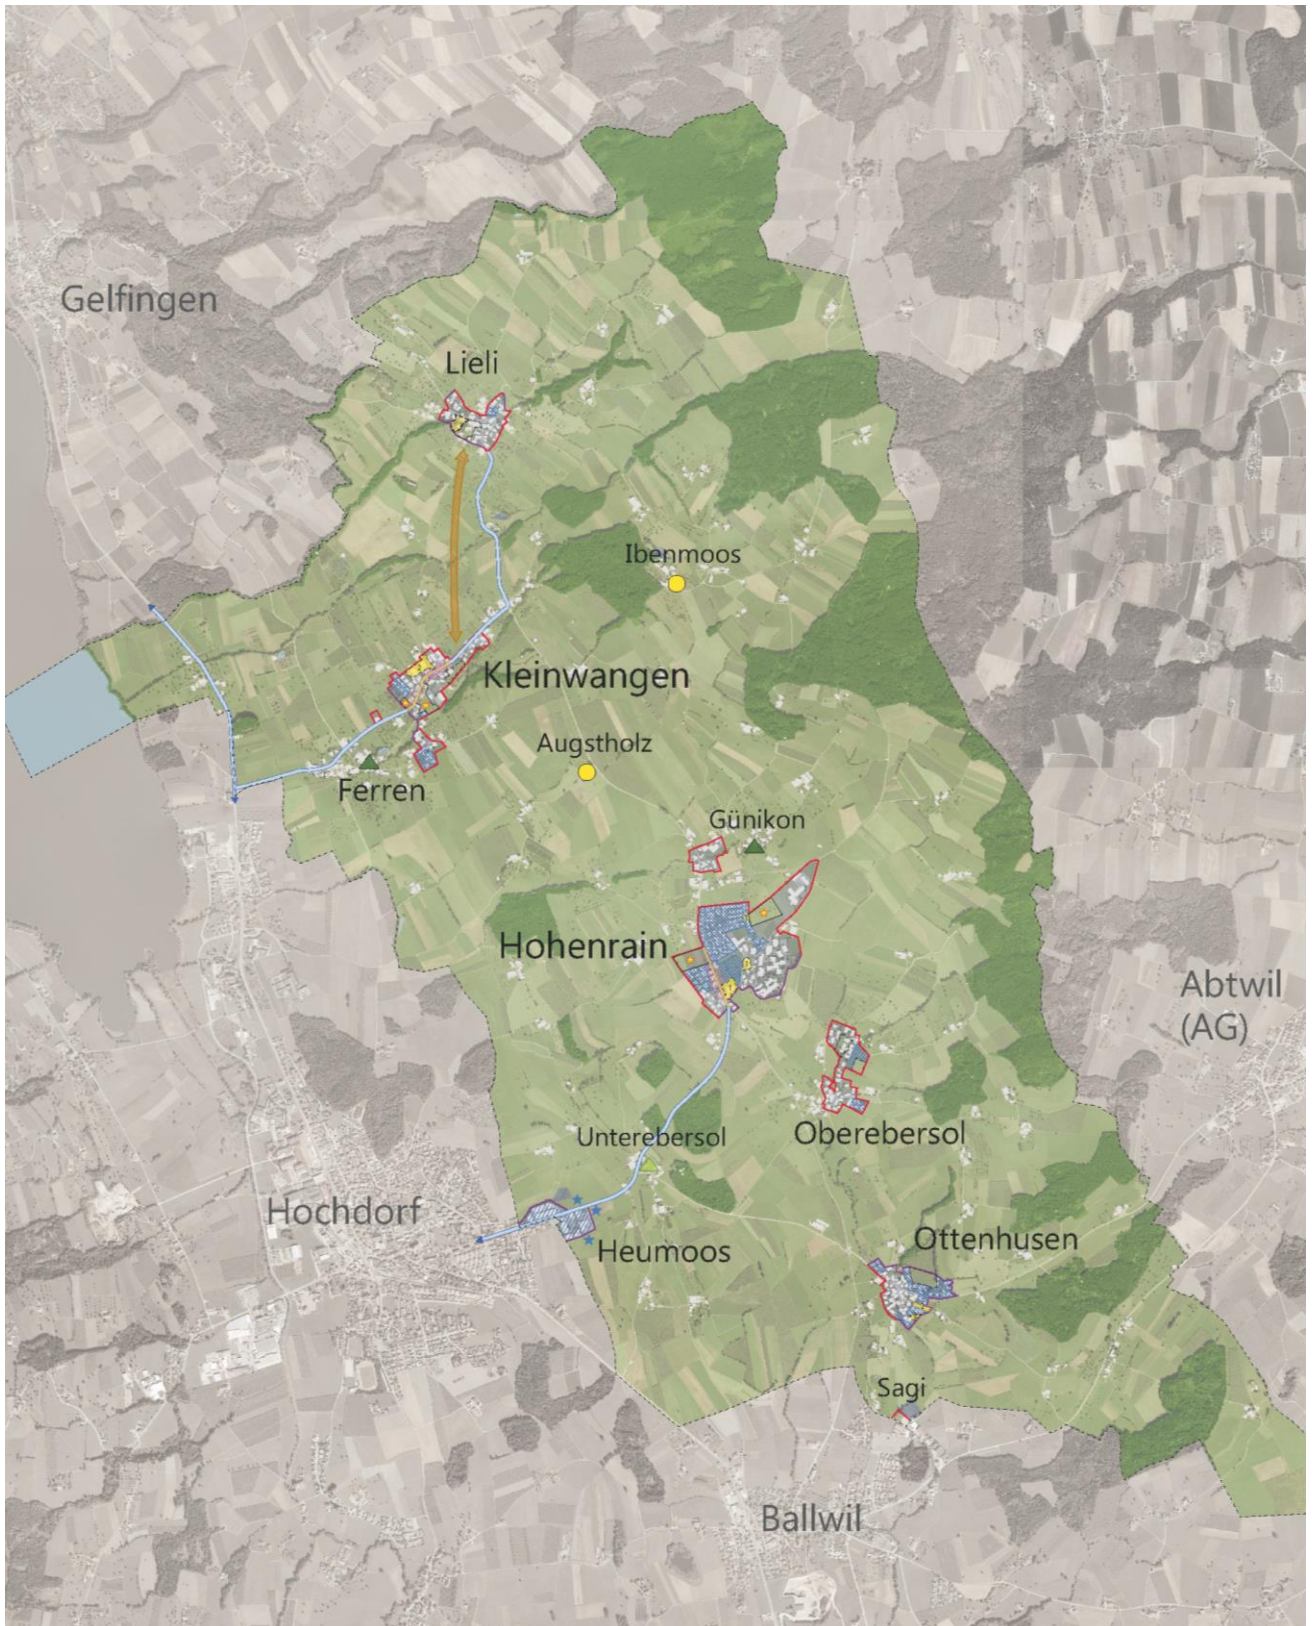 Gelfingen
Lieli
Ibenmoos
Kleinwangen
Augstholz
Ferren
Günikon
Hohenrain
Abtwil
(AG)
Unterebersol
Oberebersol
Hochdorf
Heumoos
Ottenhusen
Sagi
Ballwil